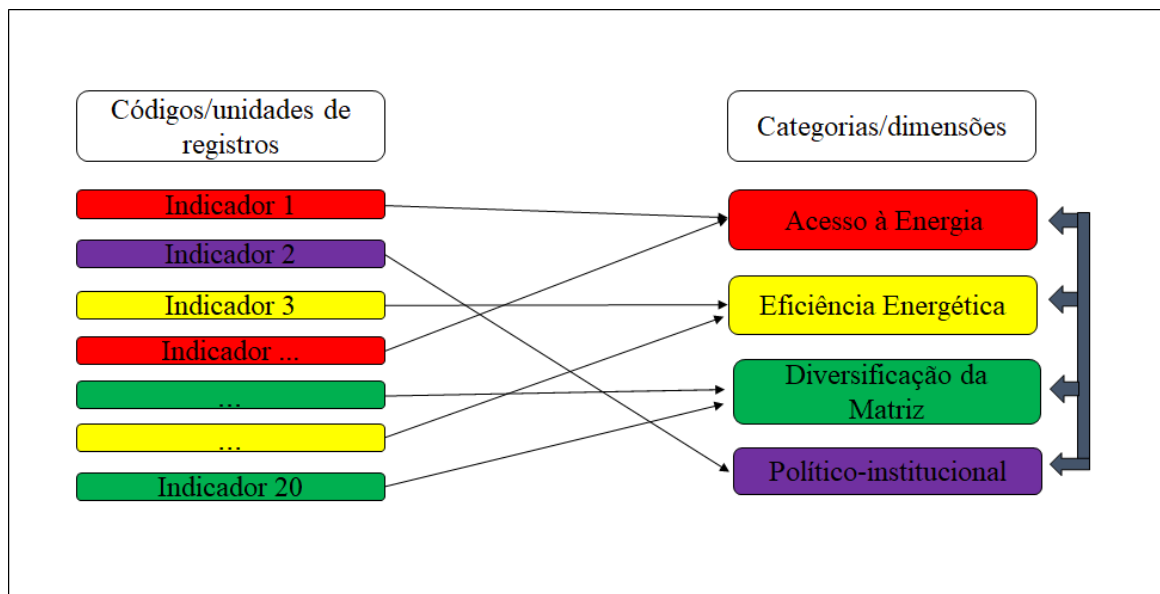 Códigos/unidades de
registros
Indicador 1
Indicador 2
Indicador 3
Indicador ...
...
...
Indicador 20
Categorias/dimensões
Acesso à Energia
Eficiência Energética
Diversificação da
Matriz
Político-institucional